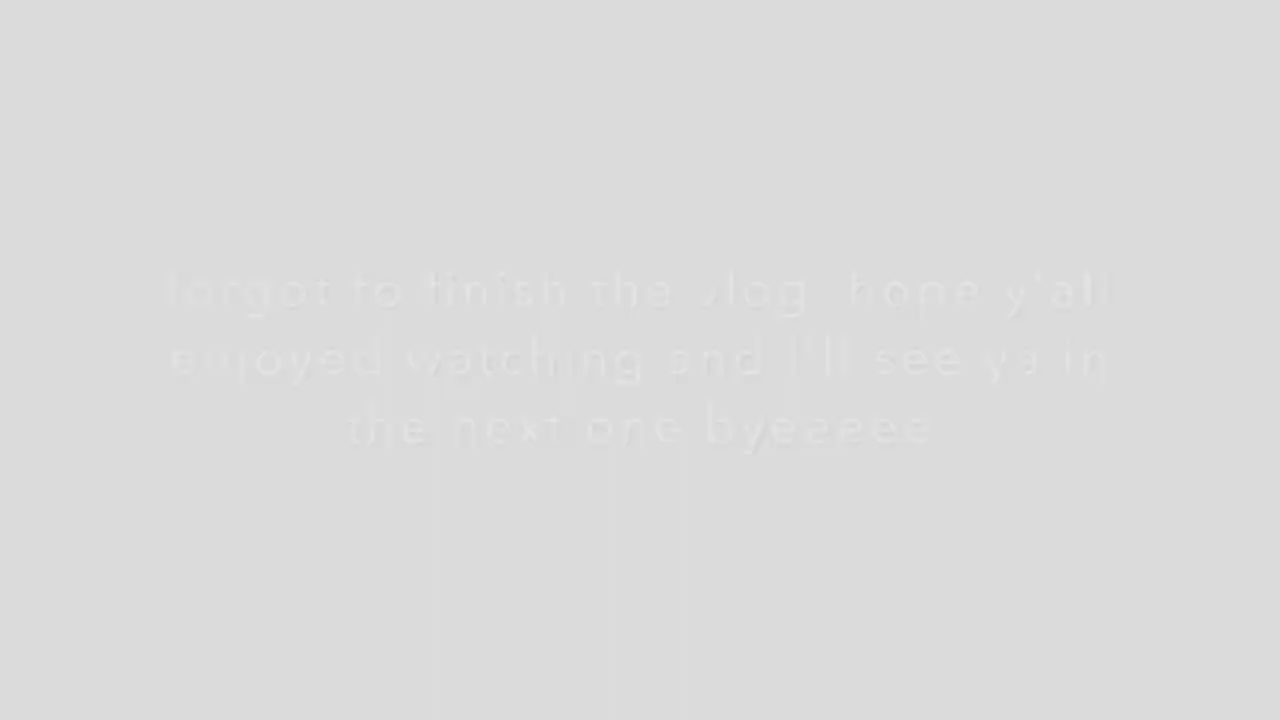 forgot to finish the vlog hope y'all
enjoyed watching and I'll see ya in
the next one byeeeee